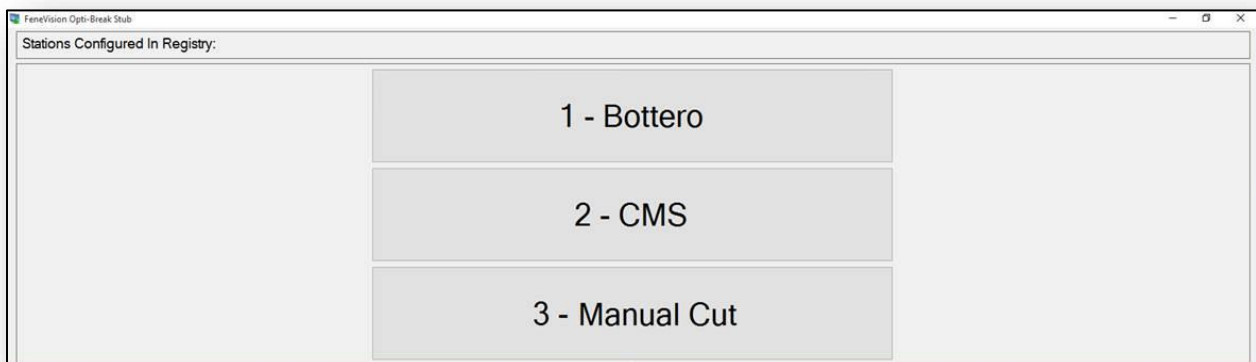 FeneVision Opti-Break Stub
Stations Configured In Registry:
1 - Bottero
2 - CMS
3 - Manual Cut